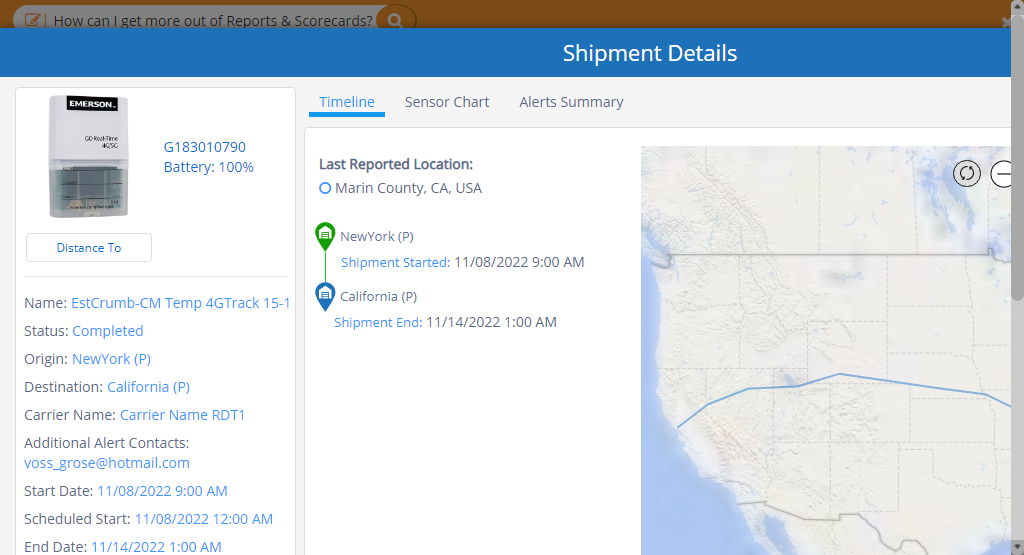 How can I get more out of Reports & Scorecards?
Shipment Details
EMERSON
GO Real-Time
4G/5G
G183010790
Battery: 100%
Distance To
Name: EstCrumb-CM Temp 4GTrack 15-1
Status: Completed
Origin: NewYork (P)
Destination: California (P)
Carrier Name: Carrier Name RDT1
Additional Alert Contacts:
voss_grose@hotmail.com
Start Date: 11/08/2022 9:00 AM
Scheduled Start: 11/08/2022 12:00 AM
End Date: 11/14/2022 1:00 AM
Timeline Sensor Chart Alerts Summary
Last Reported Location:
Marin County, CA, USA
NewYork (P)
Shipment Started: 11/08/2022 9:00 AM
California (P)
Shipment End: 11/14/2022 1:00 AM